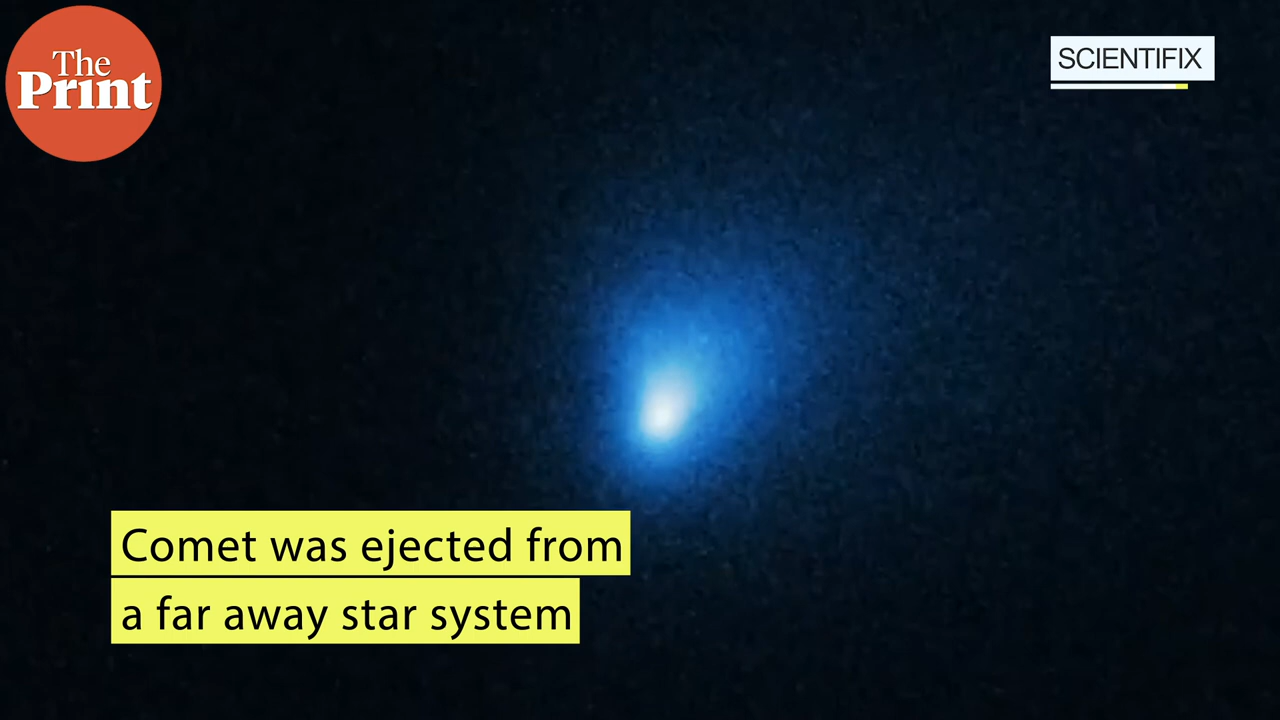 The
Print
SCIENTIFIX
Comet was ejected from
a far away star system